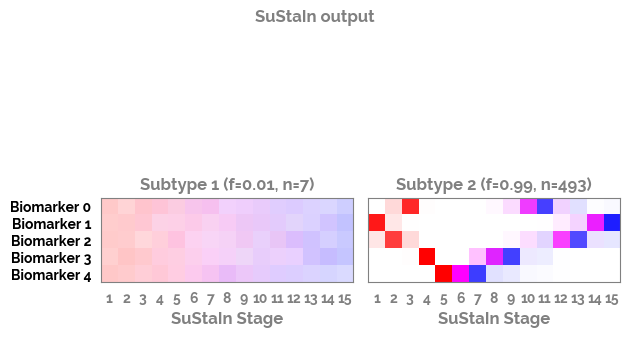 SuStaIn output
Subtype 1 (f=0.01, n=7)
Subtype 2 (f=0.99, n=493)
Biomarker 0
Biomarker 1
Biomarker 2
Biomarker 3
Biomarker 4
1 2 3 4 5 6 7 8 9 10 11 12 13 14 15
1 2 3 4 5 6 7 8 9 10 11 12 13 14 15
SuStaIn Stage
SuStaIn Stage